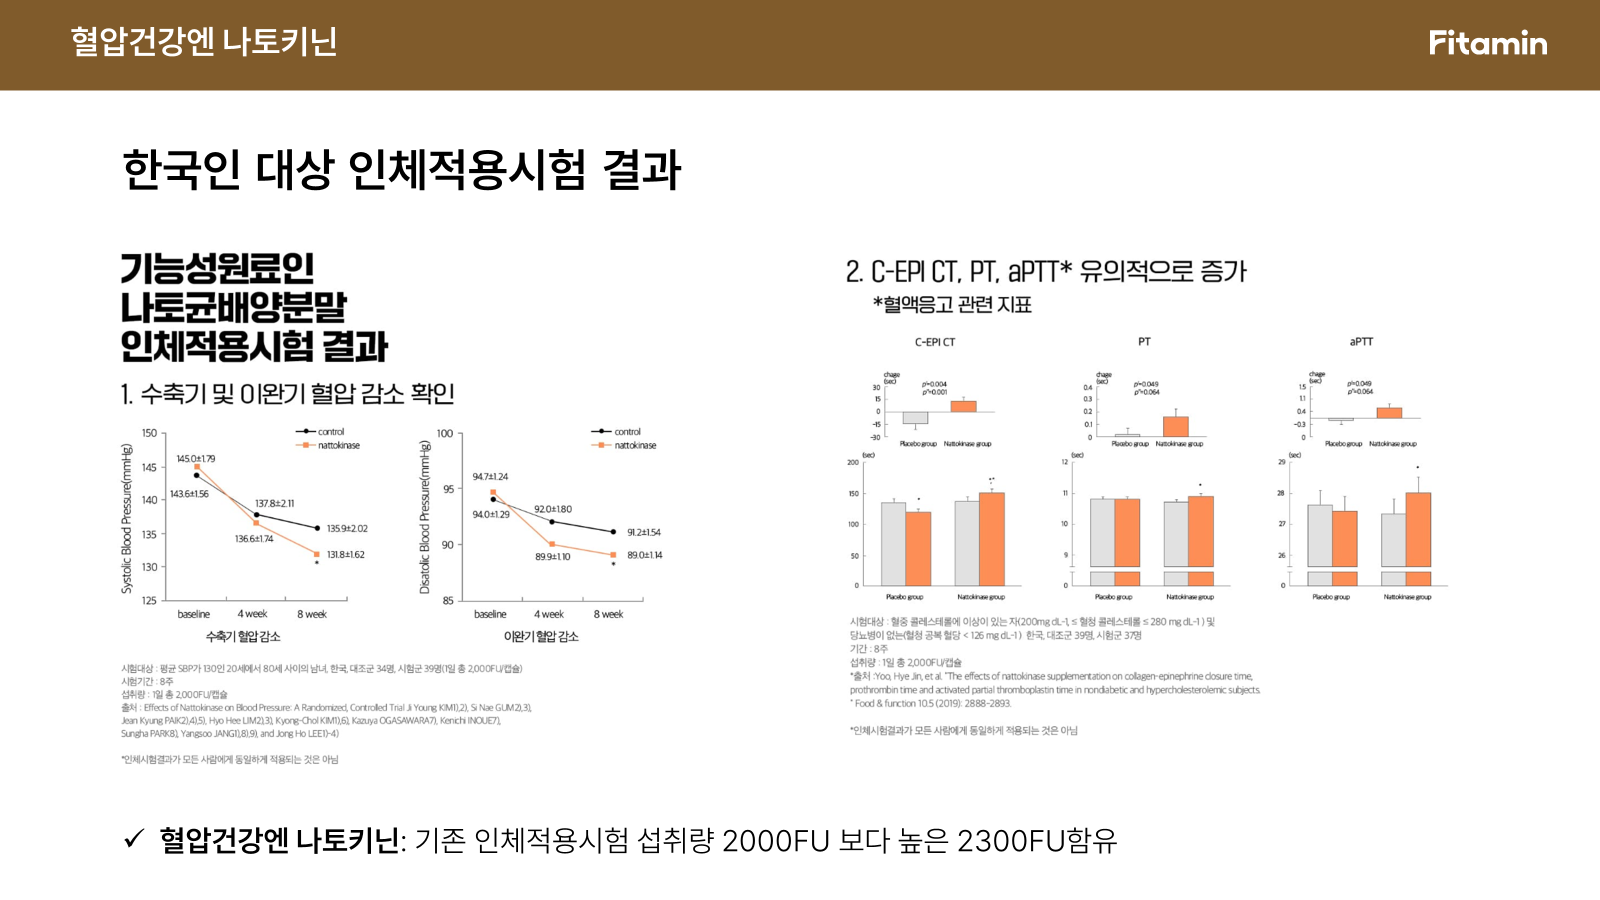 혈압건강엔 나토키닌
Fitamin
한국인 대상 인체적용시험 결과
기능성원료인
나토균배양분말
인체적용시험 결과
1. 수축기 및 이완기 혈압 감소 확인
Systolic Blood Pressure(mmHg)
150
145
140
135
130
125
control
nattokinase
145.0±1.79
143.6±1.56
137.8±2.11
136.6±1.74
135.9±2.02
131.8±1.62
*
baseline 4 week 8 week
수축기 혈압 감소
Disatolic Blood Pressure(mmHg)
100
95
90
85
control
nattokinase
94.7±1.24
94.0±1.29
92.0±1.80
89.9±1.10
91.2±1.54
89.0±1.14
*
baseline 4 week 8 week
이완기 혈압 감소
시험대상 : 평균 SBP가 130인 20세에서 80세 사이의 남녀, 한국, 대조군 34명, 시험군 39명(1일 총 2,000FU/캡슐)
시험기간 : 8주
섭취량 : 1일 총 2,000FU/캡슐
출처 : Effects of Nattokinase on Blood Pressure: A Randomized, Controlled Trial Ji Young KIM1),2), Si Nae GUM2),3),
Jean Kyung PAIK2),4),5), Hyo Hee LIM2),3), Kyong-Chol KIM1),6), Kazuya OGASAWARA7), Kenichi INOUE7),
Sungha PARK8), Yangsoo JANG1),8),9), and Jong Ho LEE1)-4)
*인체시험결과가 모든 사람에게 동일하게 적용되는 것은 아님
2. C-EPI CT, PT, aPTT* 유의적으로 증가
*혈액응고 관련 지표
C-EPI CT
chage
(sec)
30
15
0
-15
-30
p'=0.004
p''=0.001
Placebo group Nattokinase group
(sec)
200
150
100
50
0
Placebo group Nattokinase group
PT
chage
(sec)
0.4
0.3
0.2
0.1
0
p'=0.049
p''=0.064
Placebo group Nattokinase group
(sec)
12
11
10
9
0
Placebo group Nattokinase group
aPTT
chage
(sec)
1.5
1.1
0.4
-0.3
0
p'=0.049
p''=0.064
Placebo group Nattokinase group
(sec)
29
28
27
26
0
Placebo group Nattokinase group
시험대상 : 혈중 콜레스테롤에 이상이 있는 자(200mg dL-1, ≤ 혈청 콜레스테롤 ≤ 280 mg dL-1 ) 및
당뇨병이 없는(혈청 공복 혈당 < 126 mg dL-1 ) 한국, 대조군 39명, 시험군 37명
기간 : 8주
섭취량 : 1일 총 2,000FU/캡슐
*출처 :Yoo, Hye Jin, et al. "The effects of nattokinase supplementation on collagen-epinephrine closure time,
prothrombin time and activated partial thromboplastin time in nondiabetic and hypercholesterolemic subjects.
" Food & function 10.5 (2019): 2888-2893.
*인체시험결과가 모든 사람에게 동일하게 적용되는 것은 아님
✓ 혈압건강엔 나토키닌: 기존 인체적용시험 섭취량 2000FU 보다 높은 2300FU함유